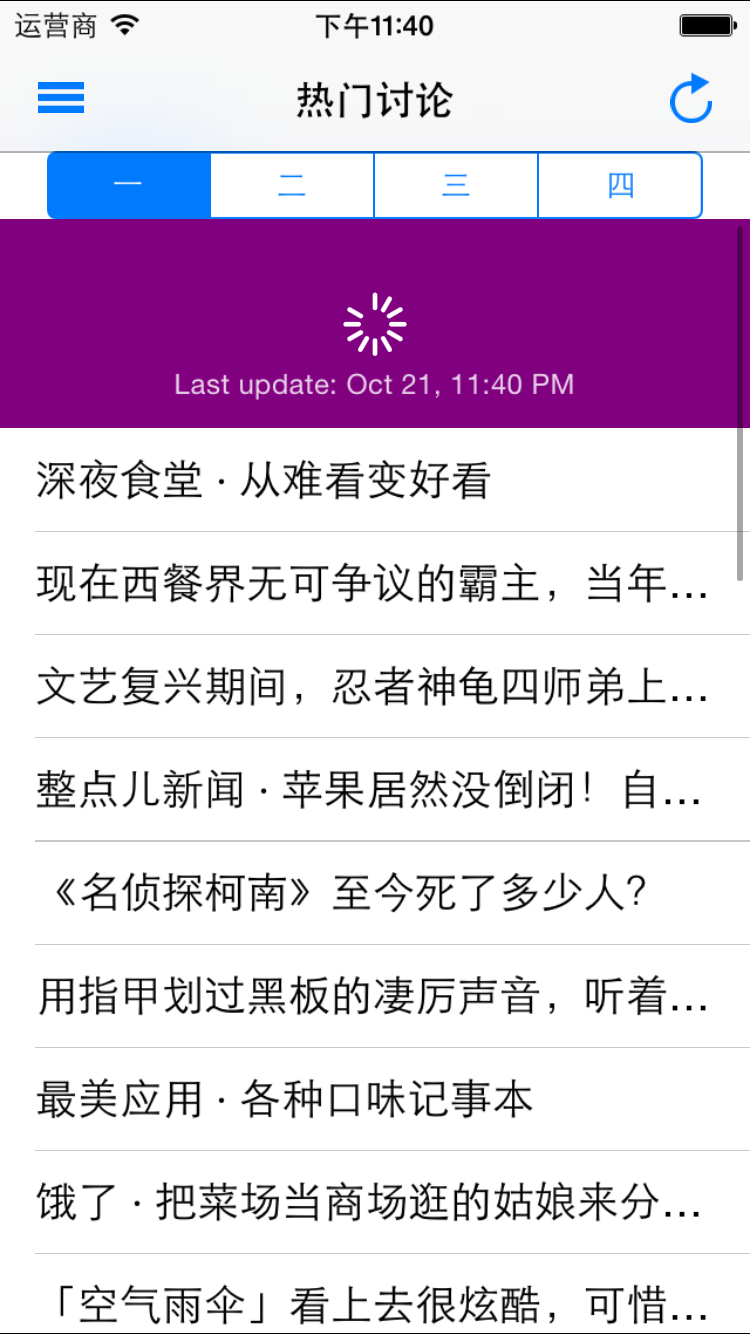 运营商 下午11:40
热门讨论
一 二 三 四
Last update: Oct 21, 11:40 PM
深夜食堂 · 从难看变好看
现在西餐界无可争议的霸主，当年...
文艺复兴期间，忍者神龟四师弟上...
整点儿新闻 · 苹果居然没倒闭！自...
《名侦探柯南》至今死了多少人？
用指甲划过黑板的凄厉声音，听着...
最美应用 · 各种口味记事本
饿了 · 把菜场当商场逛的姑娘来分...
「空气雨伞」看上去很炫酷，可惜...